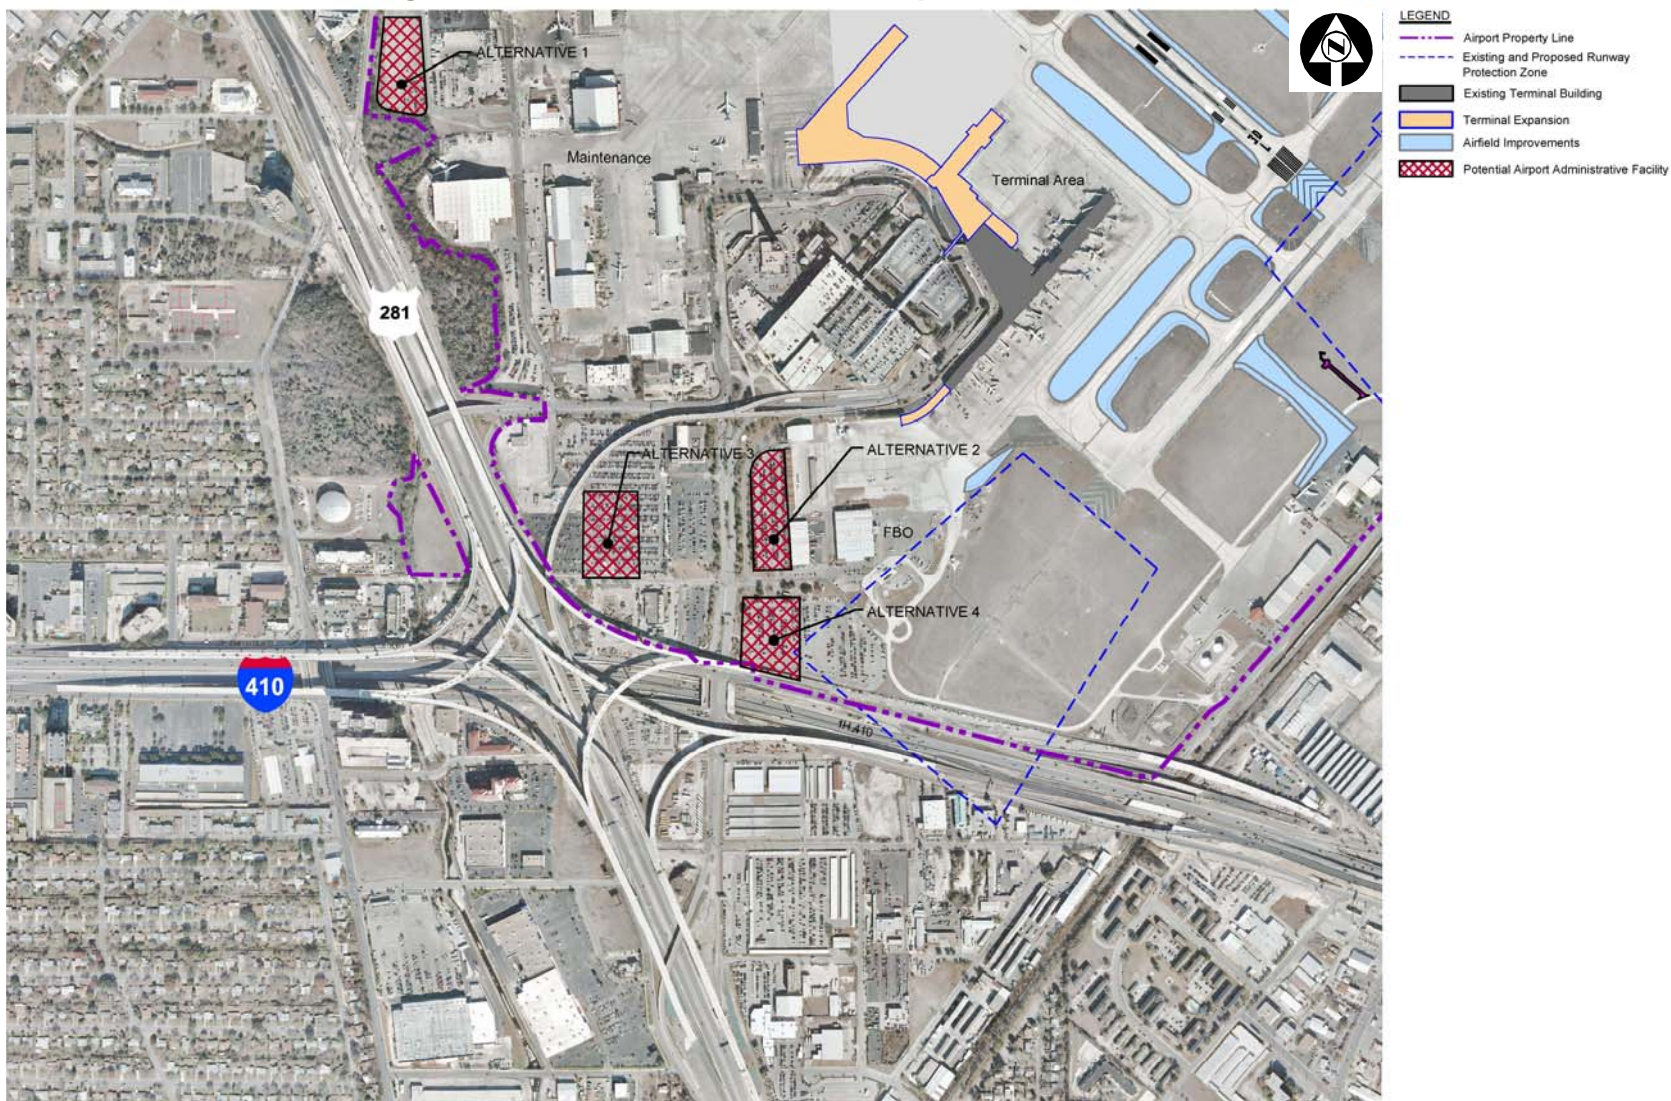 LEGEND
Airport Property Line
Existing and Proposed Runway
Protection Zone
Existing Terminal Building
Terminal Expansion
Airfield Improvements
Potential Airport Administrative Facility
N
ALTERNATIVE 1
Maintenance
Terminal Area
281
ALTERNATIVE 3
ALTERNATIVE 2
FBO
ALTERNATIVE 4
410
IH 410